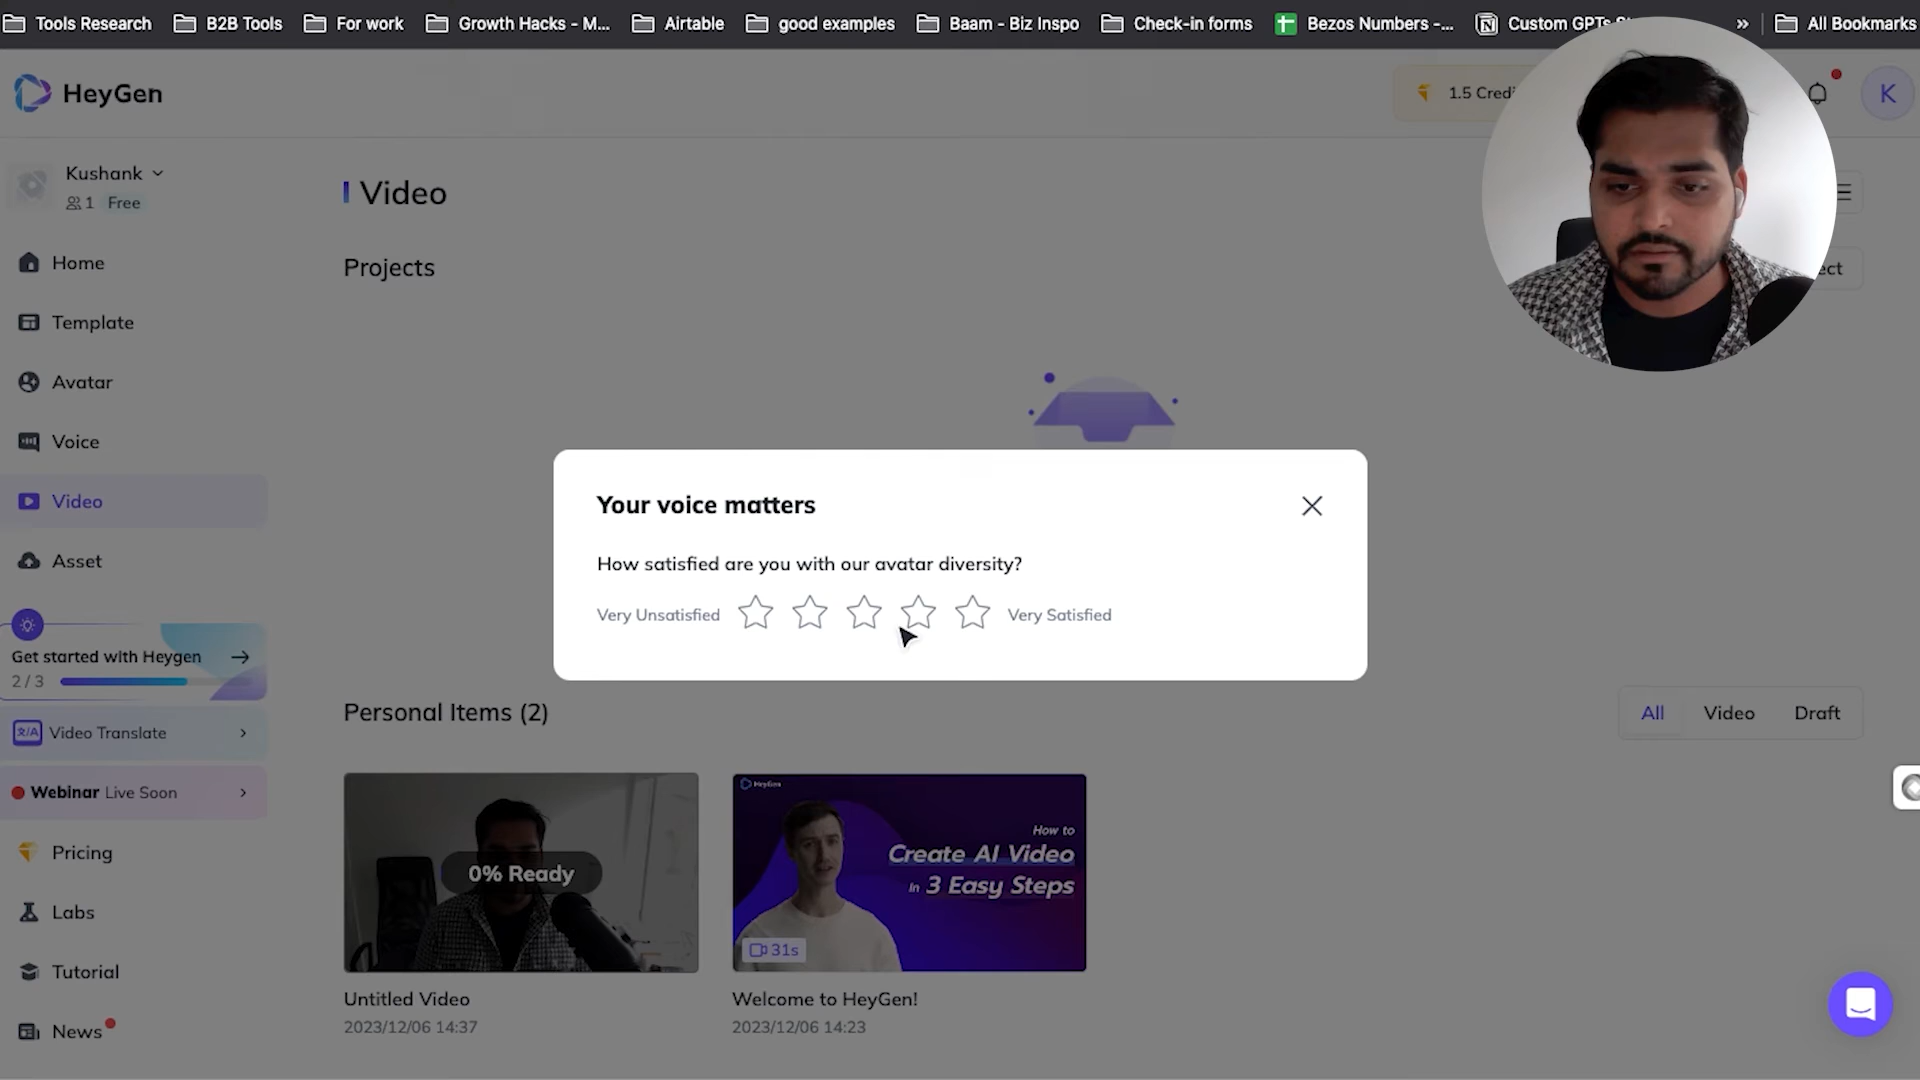 Tools Research B2B Tools For work Growth Hacks - M... Airtable good examples Baam - Biz Inspo Check-in forms Bezos Numbers -... Custom GPTs » All Bookmarks
HeyGen
1.5 Credi
K
Kushank
1 Free
Video
Projects
ect
Home
Template
Avatar
Voice
Video
Asset
Get started with Heygen
2 / 3
Video Translate
Webinar Live Soon
Pricing
Labs
Tutorial
News
Your voice matters
How satisfied are you with our avatar diversity?
Very Unsatisfied Very Satisfied
Personal Items (2)
All Video Draft
0% Ready
HeyGen
How to
Create AI Video
In 3 Easy Steps
31s
Untitled Video
2023/12/06 14:37
Welcome to HeyGen!
2023/12/06 14:23